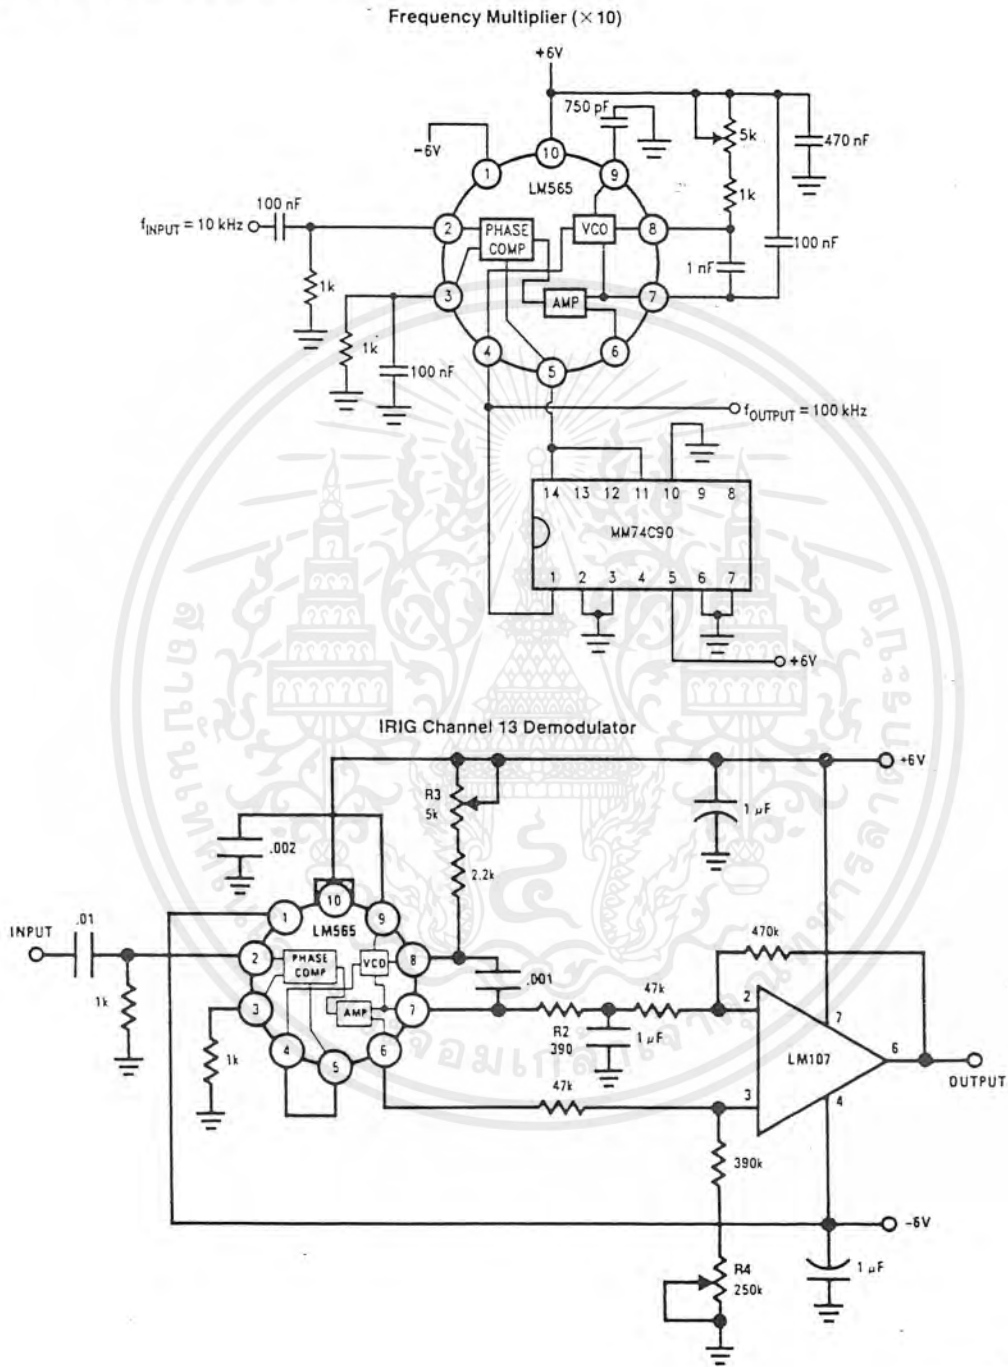 Frequency Multiplier (×10)
+6V
750 pF
5k
470 nF
-6V
10
1
9
LM565
1k
100 nF
fINPUT = 10 kHz
2
PHASE COMP
VCO
8
100 nF
1 nF
1k
3
AMP
7
1k
4
6
100 nF
5
fOUTPUT = 100 kHz
14 13 12 11 10 9 8
MM74C90
1 2 3 4 5 6 7
+6V
IRIG Channel 13 Demodulator
+6V
R3
5k
1 µF
.002
2.2k
10
1
9
LM565
.01
INPUT
470k
2
PHASE COMP
VCO
8
.001
47k
1k
3
AMP
7
R2
390
1 µF
2
7
LM107
6
OUTPUT
1k
4
6
5
47k
3
4
390k
-6V
R4
250k
1 µF